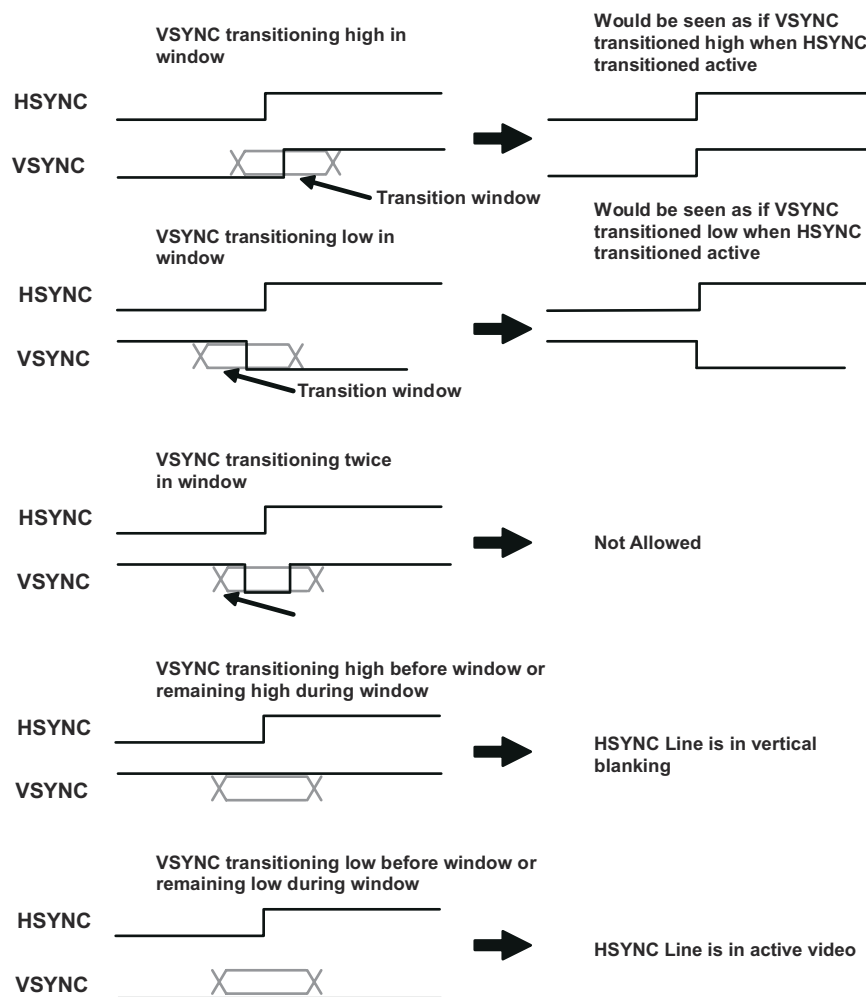 VSYNC transitioning high in
window
Would be seen as if VSYNC
transitioned high when HSYNC
transitioned active
HSYNC
VSYNC
Transition window
VSYNC transitioning low in
window
Would be seen as if VSYNC
transitioned low when HSYNC
transitioned active
HSYNC
VSYNC
Transition window
VSYNC transitioning twice
in window
HSYNC
Not Allowed
VSYNC
VSYNC transitioning high before window or
remaining high during window
HSYNC
HSYNC Line is in vertical
blanking
VSYNC
VSYNC transitioning low before window or
remaining low during window
HSYNC
HSYNC Line is in active video
VSYNC